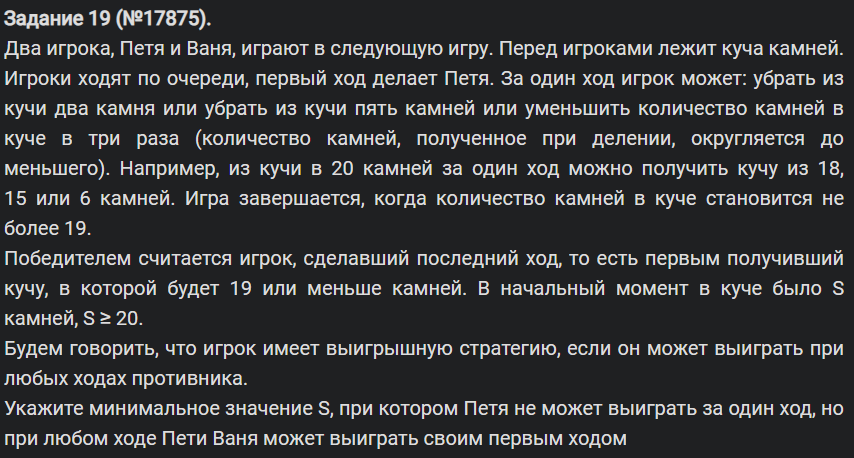 Задание 19 (№17875).
Два игрока, Петя и Ваня, играют в следующую игру. Перед игроками лежит куча камней.
Игроки ходят по очереди, первый ход делает Петя. За один ход игрок может: убрать из
кучи два камня или убрать из кучи пять камней или уменьшить количество камней в
куче в три раза (количество камней, полученное при делении, округляется до
меньшего). Например, из кучи в 20 камней за один ход можно получить кучу из 18,
15 или 6 камней. Игра завершается, когда количество камней в куче становится не
более 19.
Победителем считается игрок, сделавший последний ход, то есть первым получивший
кучу, в которой будет 19 или меньше камней. В начальный момент в куче было S
камней, S ≥ 20.
Будем говорить, что игрок имеет выигрышную стратегию, если он может выиграть при
любых ходах противника.
Укажите минимальное значение S, при котором Петя не может выиграть за один ход, но
при любом ходе Пети Ваня может выиграть своим первым ходом